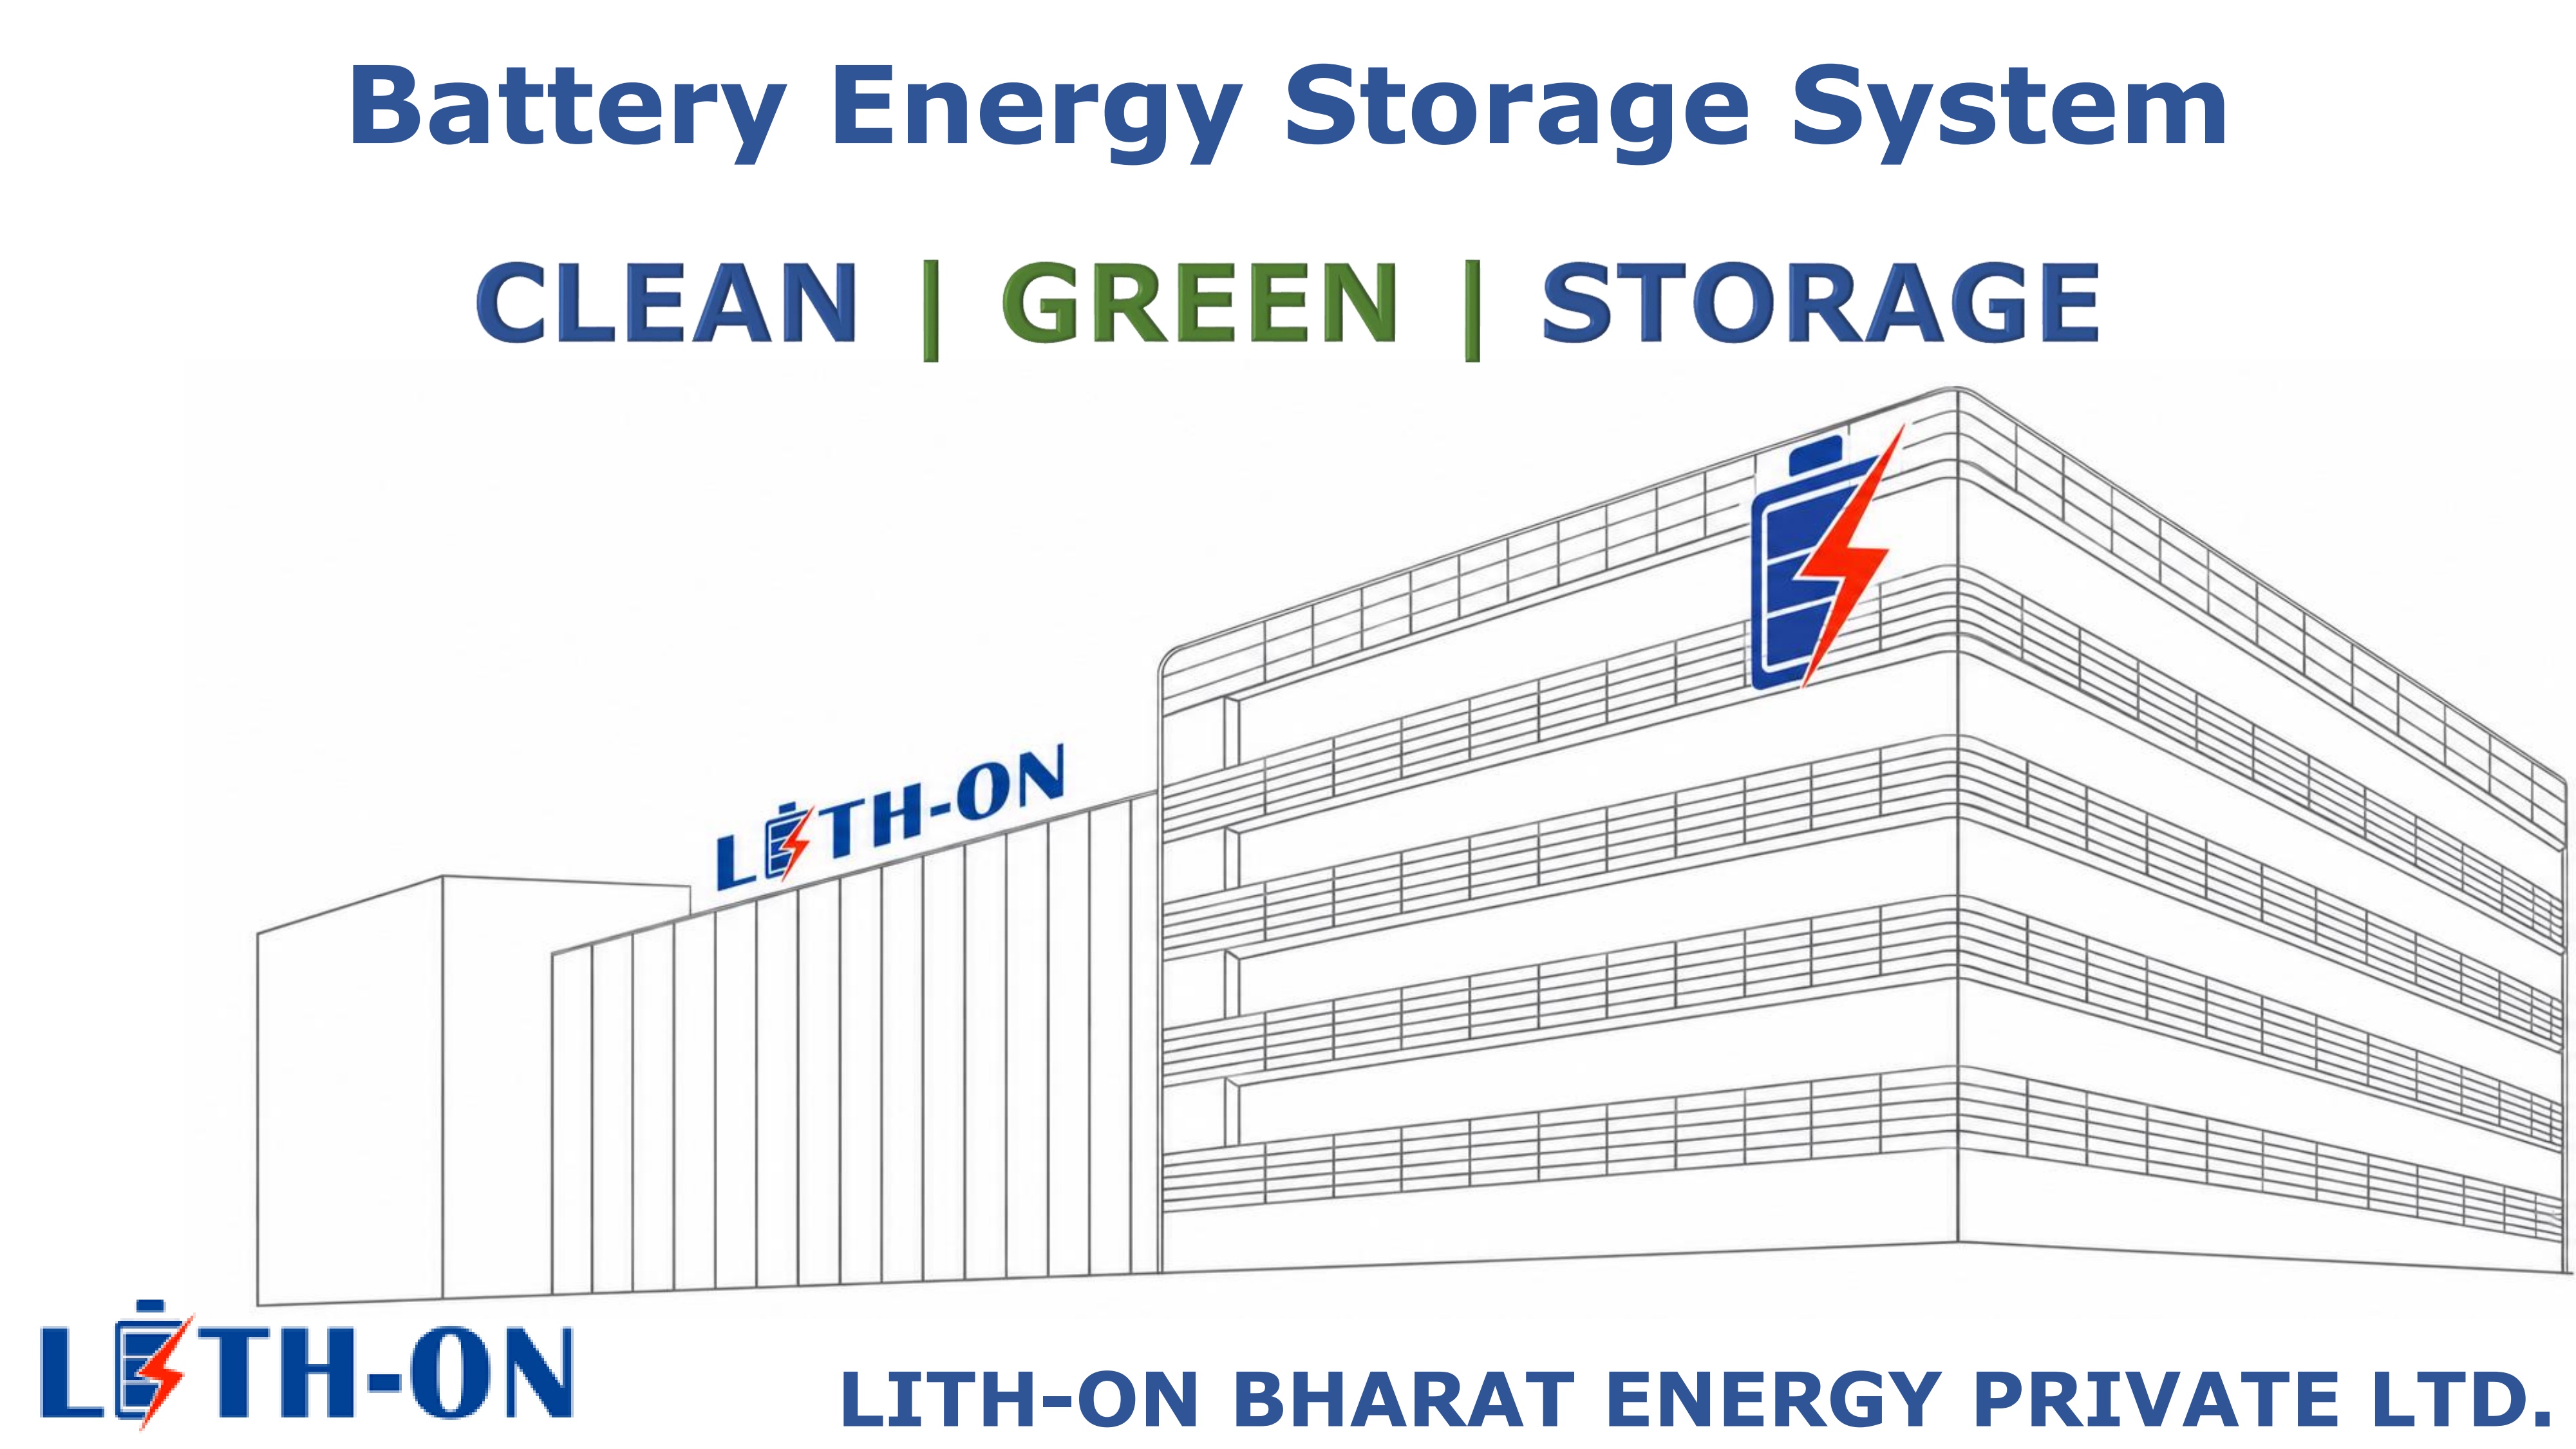 Battery Energy Storage System
CLEAN | GREEN | STORAGE
LITH-ON
LITH-ON
LITH-ON BHARAT ENERGY PRIVATE LTD.